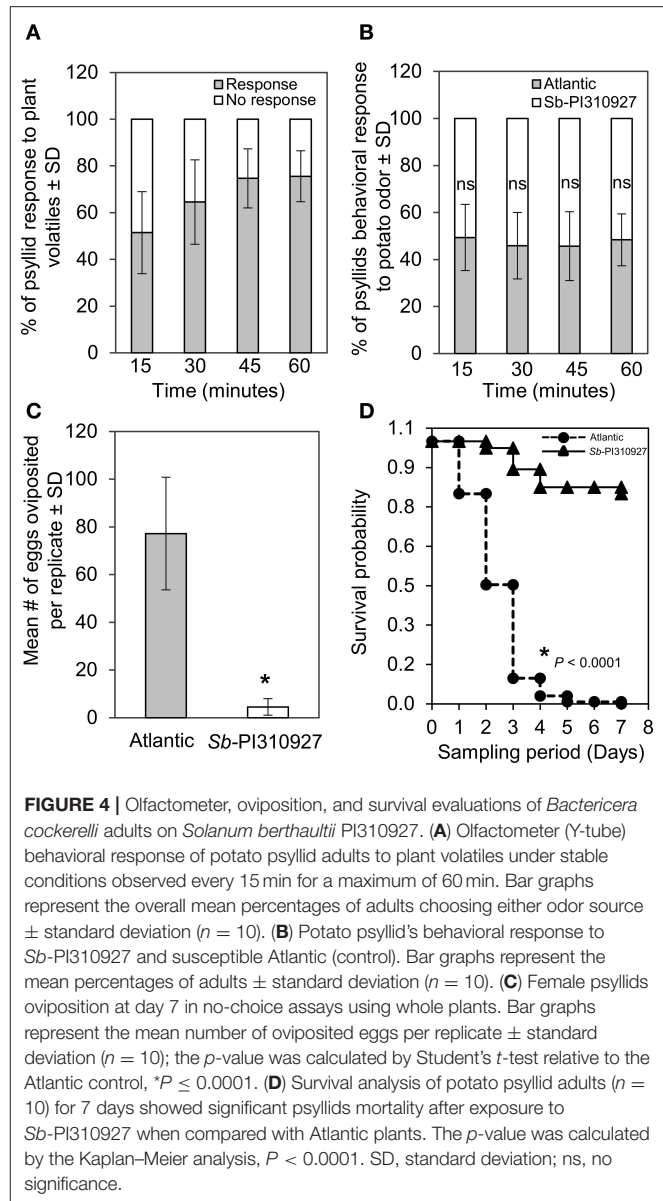 A
% of psyllid response to plant
volatiles ± SD
120
100
80
60
40
20
0
Response
No response
15 30 45 60
Time (minutes)
B
% of psyllids behavioral response
to potato odor ± SD
120
100
80
60
40
20
0
Atlantic
Sb-PI310927
ns ns ns ns
15 30 45 60
Time (minutes)
C
Mean # of eggs oviposited
per replicate ± SD
120
100
80
60
40
20
0
*
Atlantic Sb-PI310927
D
Survival probability
1.1
0.9
0.8
0.6
0.5
0.3
0.2
0.0
Atlantic
Sb-PI310927
*
P < 0.0001
0 1 2 3 4 5 6 7 8
Sampling period (Days)
FIGURE 4 | Olfactometer, oviposition, and survival evaluations of Bactericera
cockerelli adults on Solanum berthaultii PI310927. (A) Olfactometer (Y-tube)
behavioral response of potato psyllid adults to plant volatiles under stable
conditions observed every 15 min for a maximum of 60 min. Bar graphs
represent the overall mean percentages of adults choosing either odor source
± standard deviation (n = 10). (B) Potato psyllid's behavioral response to
Sb-PI310927 and susceptible Atlantic (control). Bar graphs represent the
mean percentages of adults ± standard deviation (n = 10). (C) Female psyllids
oviposition at day 7 in no-choice assays using whole plants. Bar graphs
represent the mean number of oviposited eggs per replicate ± standard
deviation (n = 10); the p-value was calculated by Student's t-test relative to the
Atlantic control, *P ≤ 0.0001. (D) Survival analysis of potato psyllid adults (n =
10) for 7 days showed significant psyllids mortality after exposure to
Sb-PI310927 when compared with Atlantic plants. The p-value was calculated
by the Kaplan–Meier analysis, P < 0.0001. SD, standard deviation; ns, no
significance.